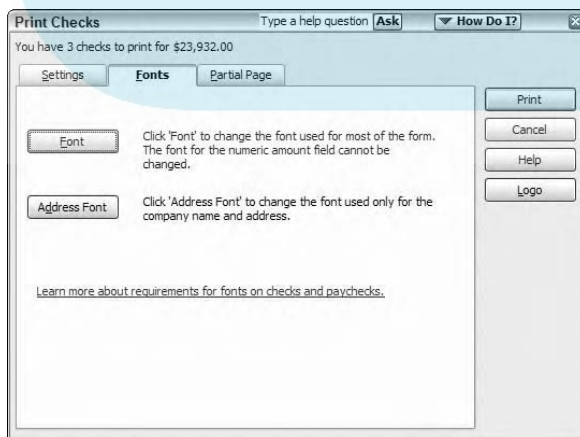 Print Checks Type a help question Ask How Do I?
You have 3 checks to print for $23,932.00
Settings Fonts Partial Page
Print
Cancel
Help
Logo
Font
Click 'Font' to change the font used for most of the form.
The font for the numeric amount field cannot be
changed.
Address Font
Click 'Address Font' to change the font used only for the
company name and address.
Learn more about requirements for fonts on checks and paychecks.